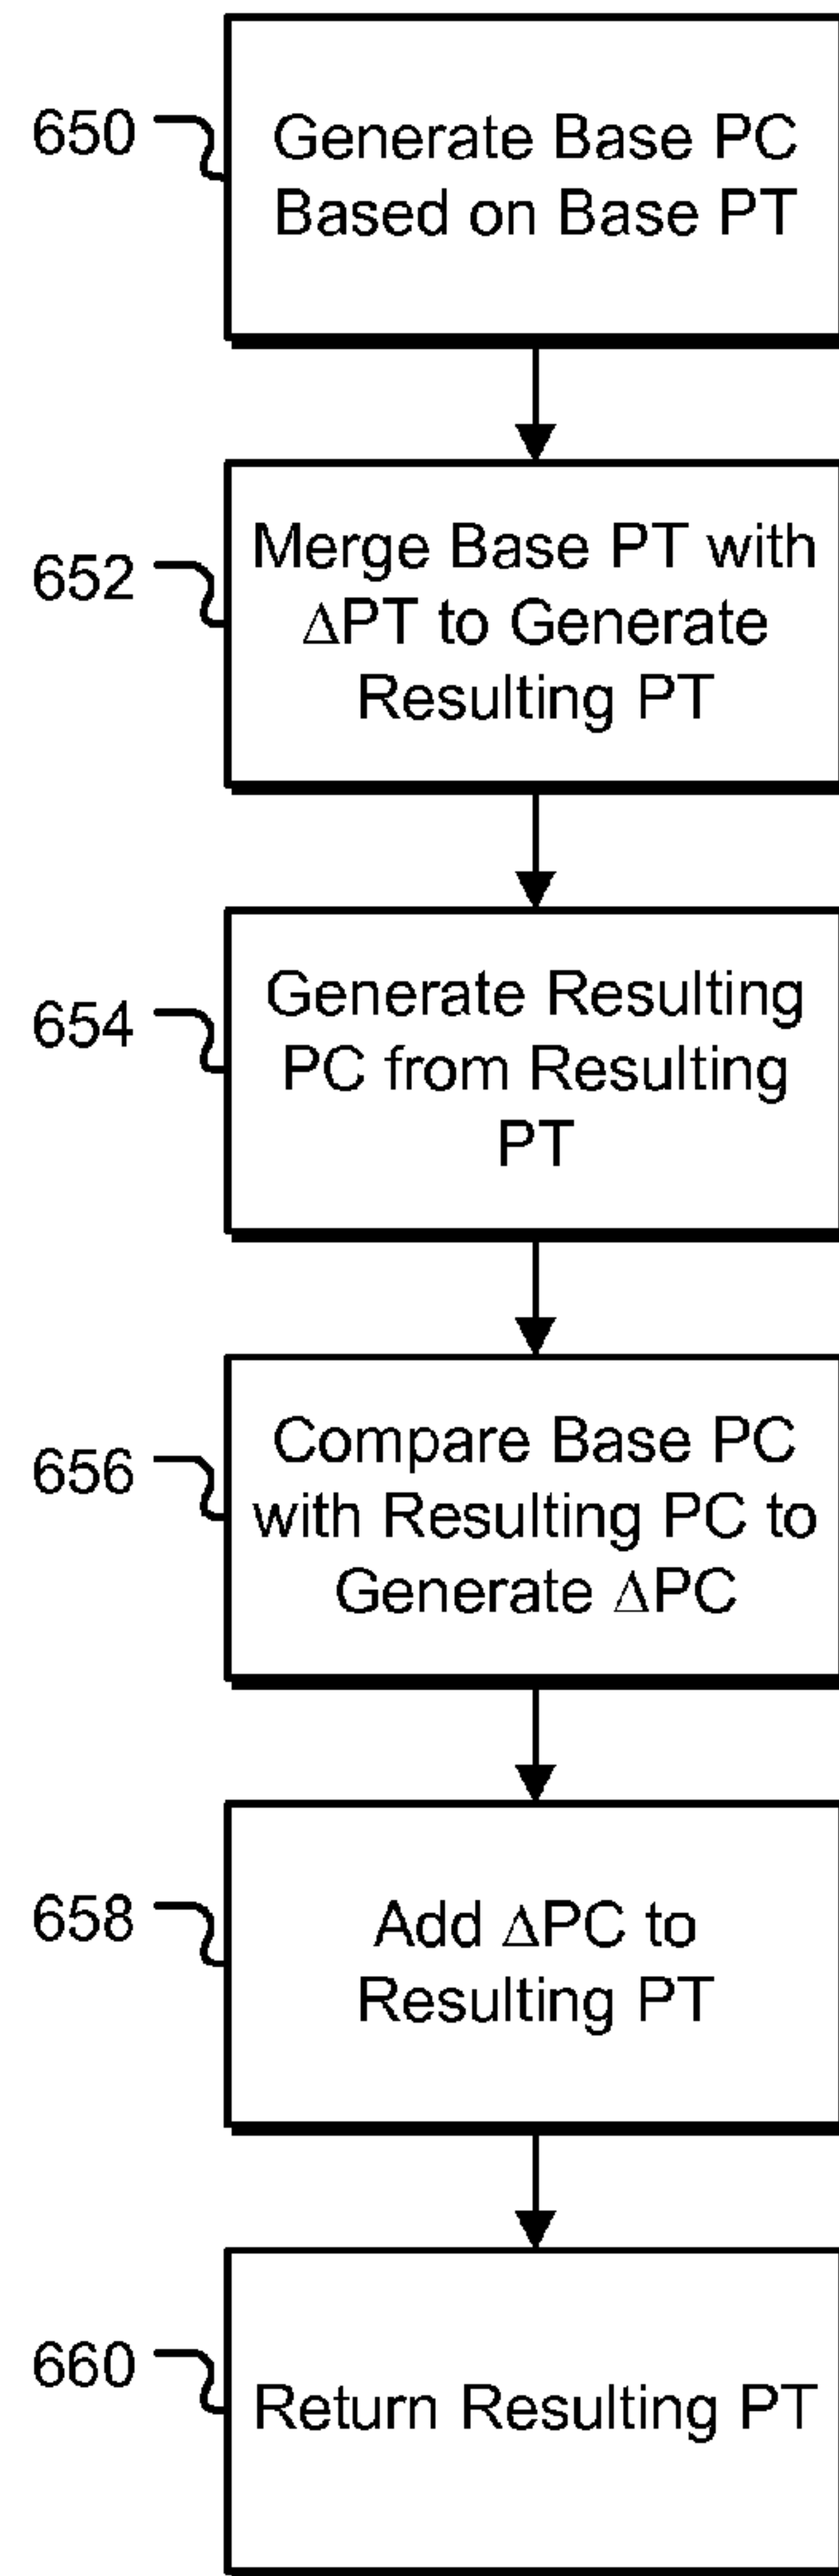 650
Generate Base PC
Based on Base PT
652
Merge Base PT with
ΔPT to Generate
Resulting PT
654
Generate Resulting
PC from Resulting
PT
656
Compare Base PC
with Resulting PC to
Generate ΔPC
658
Add ΔPC to
Resulting PT
660
Return Resulting PT